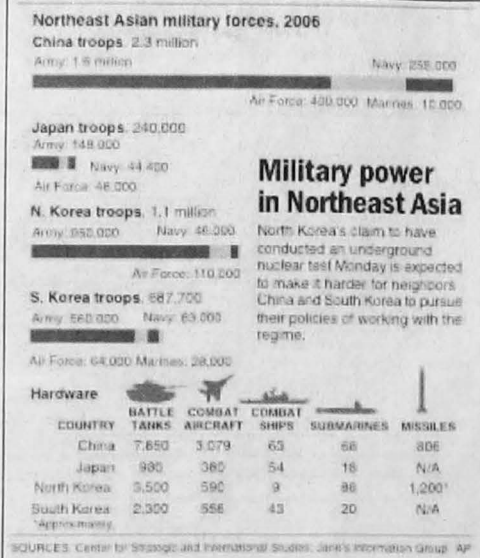 Northeast Asian military forces, 2006
China troops, 2.3 million
Army: 1.6 million Navy: 255,000
Air Force: 400,000 Marines: 10,000
Japan troops, 240,000
Army: 148,000
Navy: 44,400
Air Force: 46,000
N. Korea troops, 1.1 million
Army: 950,000 Navy: 46,000
Air Force: 110,000
S. Korea troops, 687,700
Army: 560,000 Navy: 63,000
Air Force: 64,000 Marines: 28,000
Military power
in Northeast Asia
North Korea's claim to have
conducted an underground
nuclear test Monday is expected
to make it harder for neighbors
China and South Korea to pursue
their policies of working with the
regime.
Hardware
COUNTRY BATTLE TANKS COMBAT AIRCRAFT COMBAT SHIPS SUBMARINES MISSILES
China 7,650 3,079 63 806
Japan 980 380 54 18 N/A
North Korea 3,500 590 9 1,200*
South Korea 2,300 556 43 20 N/A
*Approximately
SOURCES: Center for Strategic and International Studies; Jane's Information Group AP